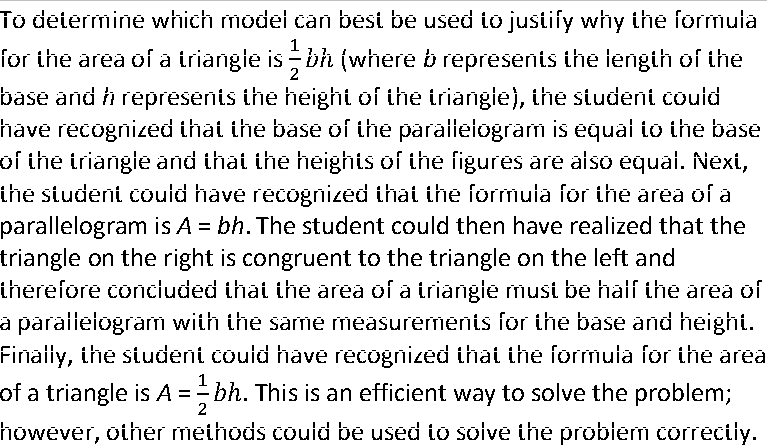 To determine which model can best be used to justify why the formula
for the area of a triangle is 1/2 bh (where b represents the length of the
base and h represents the height of the triangle), the student could
have recognized that the base of the parallelogram is equal to the base
of the triangle and that the heights of the figures are also equal. Next,
the student could have recognized that the formula for the area of a
parallelogram is A = bh. The student could then have realized that the
triangle on the right is congruent to the triangle on the left and
therefore concluded that the area of a triangle must be half the area of
a parallelogram with the same measurements for the base and height.
Finally, the student could have recognized that the formula for the area
of a triangle is A = 1/2 bh. This is an efficient way to solve the problem;
however, other methods could be used to solve the problem correctly.